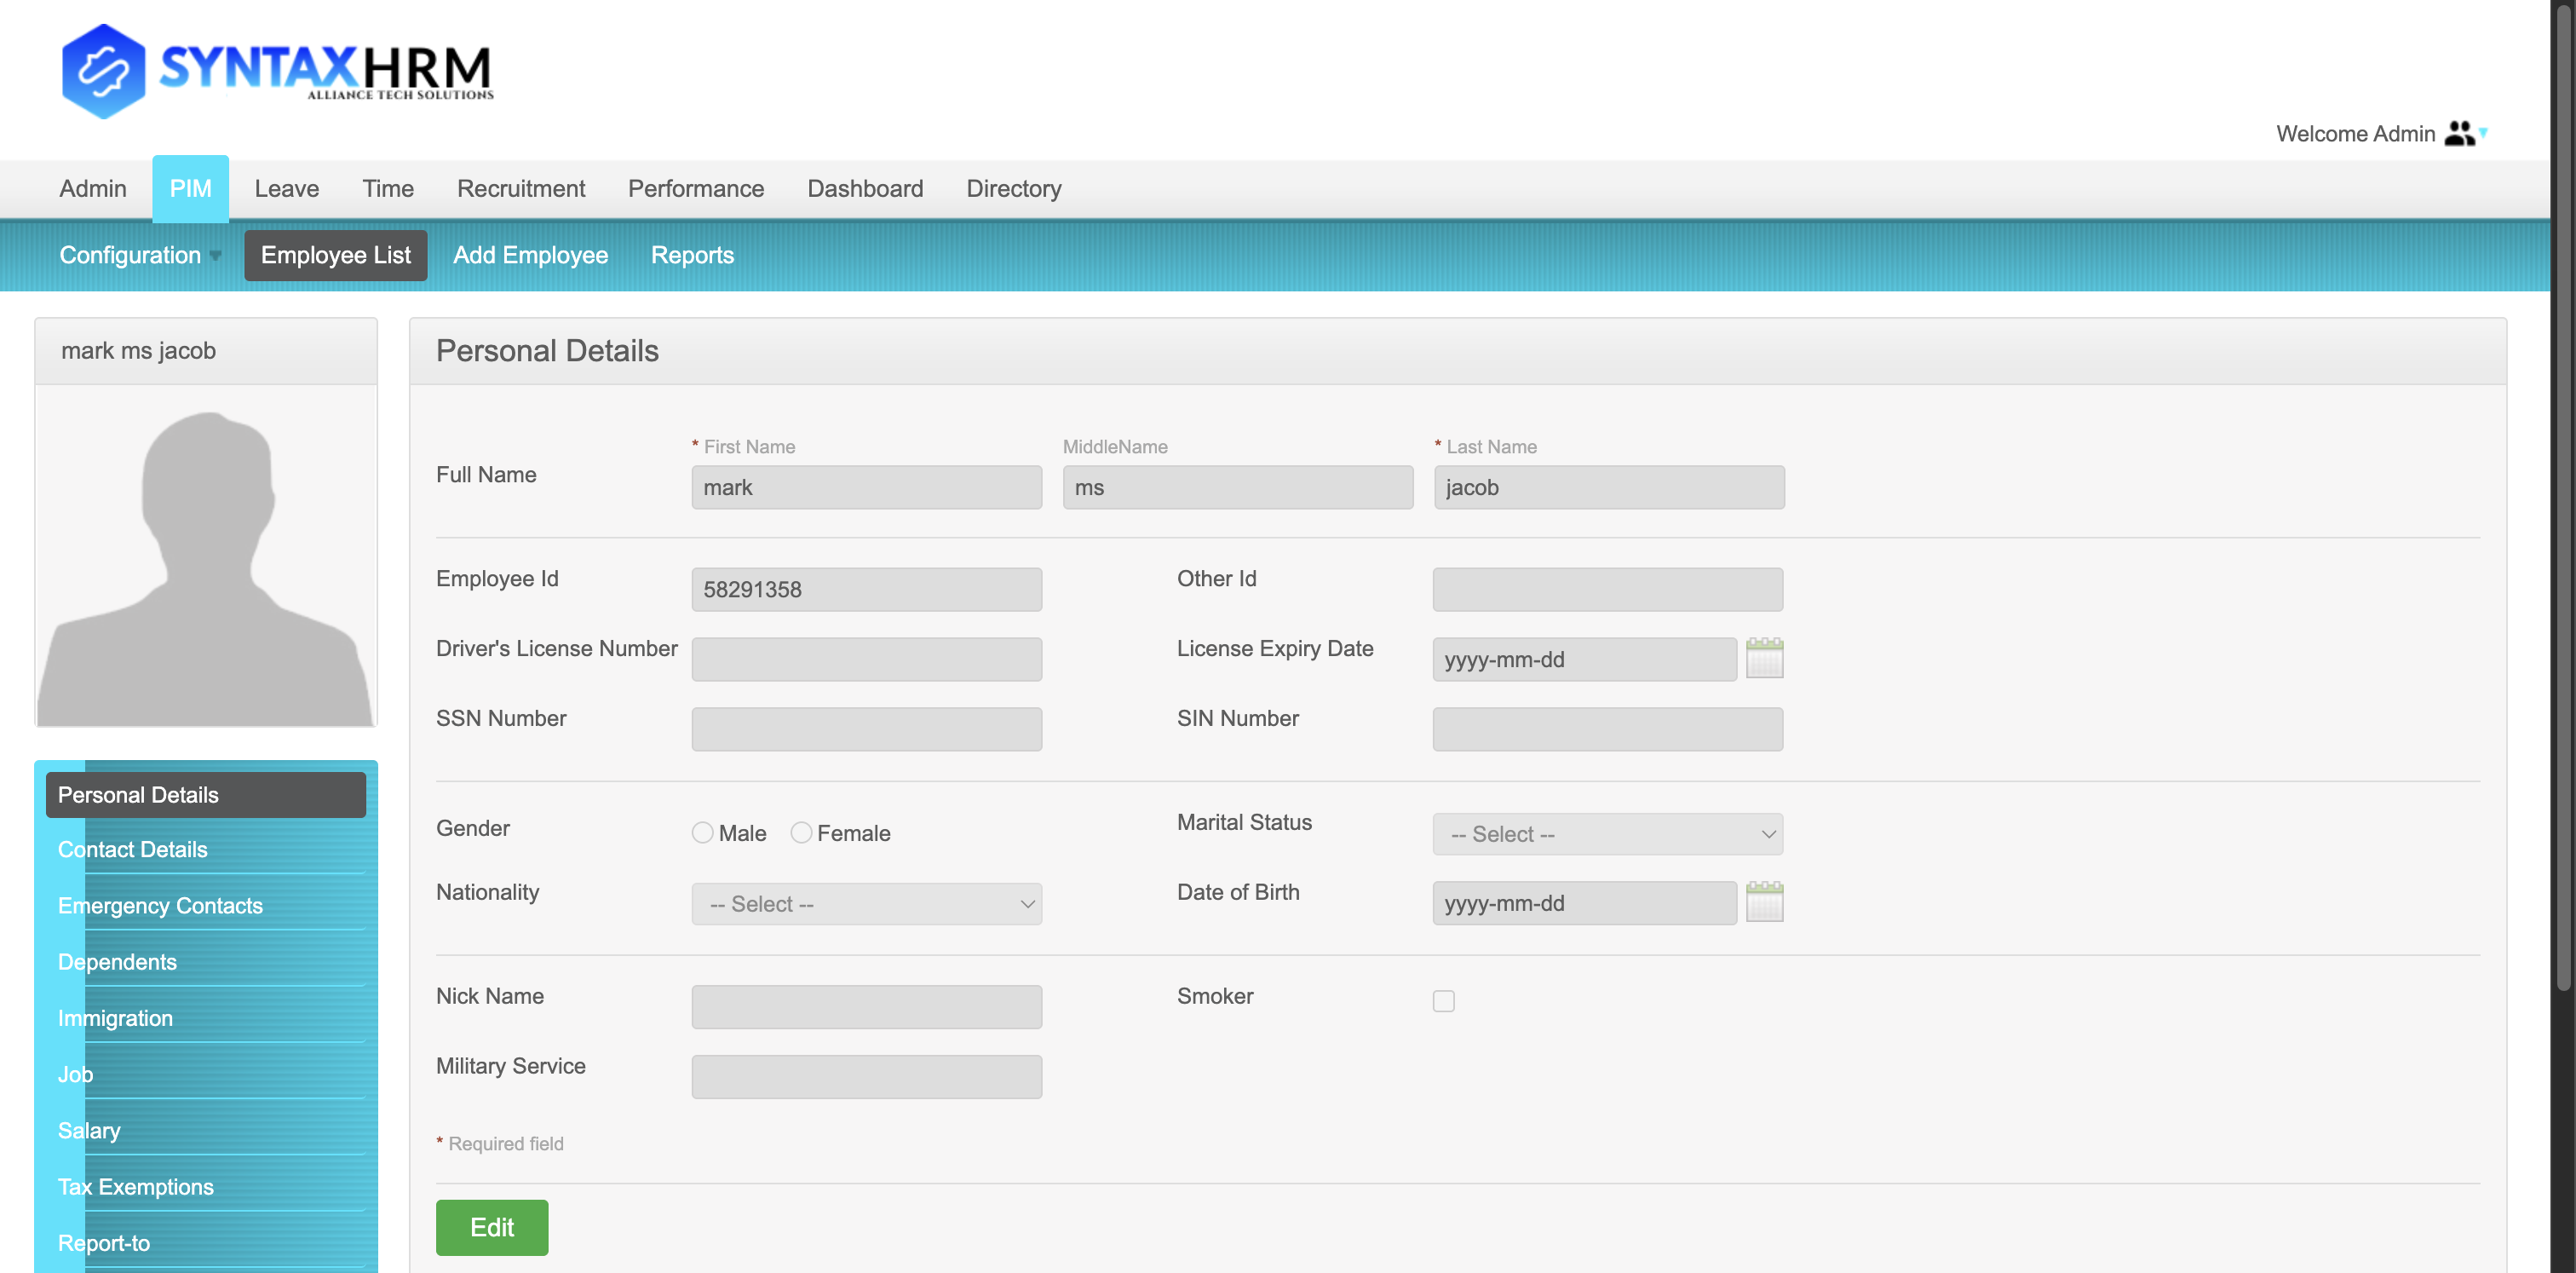 SYNTAXHRM
ALLIANCE TECH SOLUTIONS
Welcome Admin
Admin PIM Leave Time Recruitment Performance Dashboard Directory
Configuration Employee List Add Employee Reports
mark ms jacob
Personal Details
* First Name MiddleName * Last Name
Full Name mark ms jacob
Employee Id 58291358 Other Id
Driver's License Number License Expiry Date yyyy-mm-dd
SSN Number SIN Number
Gender Male Female Marital Status -- Select --
Nationality -- Select -- Date of Birth yyyy-mm-dd
Nick Name Smoker
Military Service
* Required field
Edit
Personal Details
Contact Details
Emergency Contacts
Dependents
Immigration
Job
Salary
Tax Exemptions
Report-to